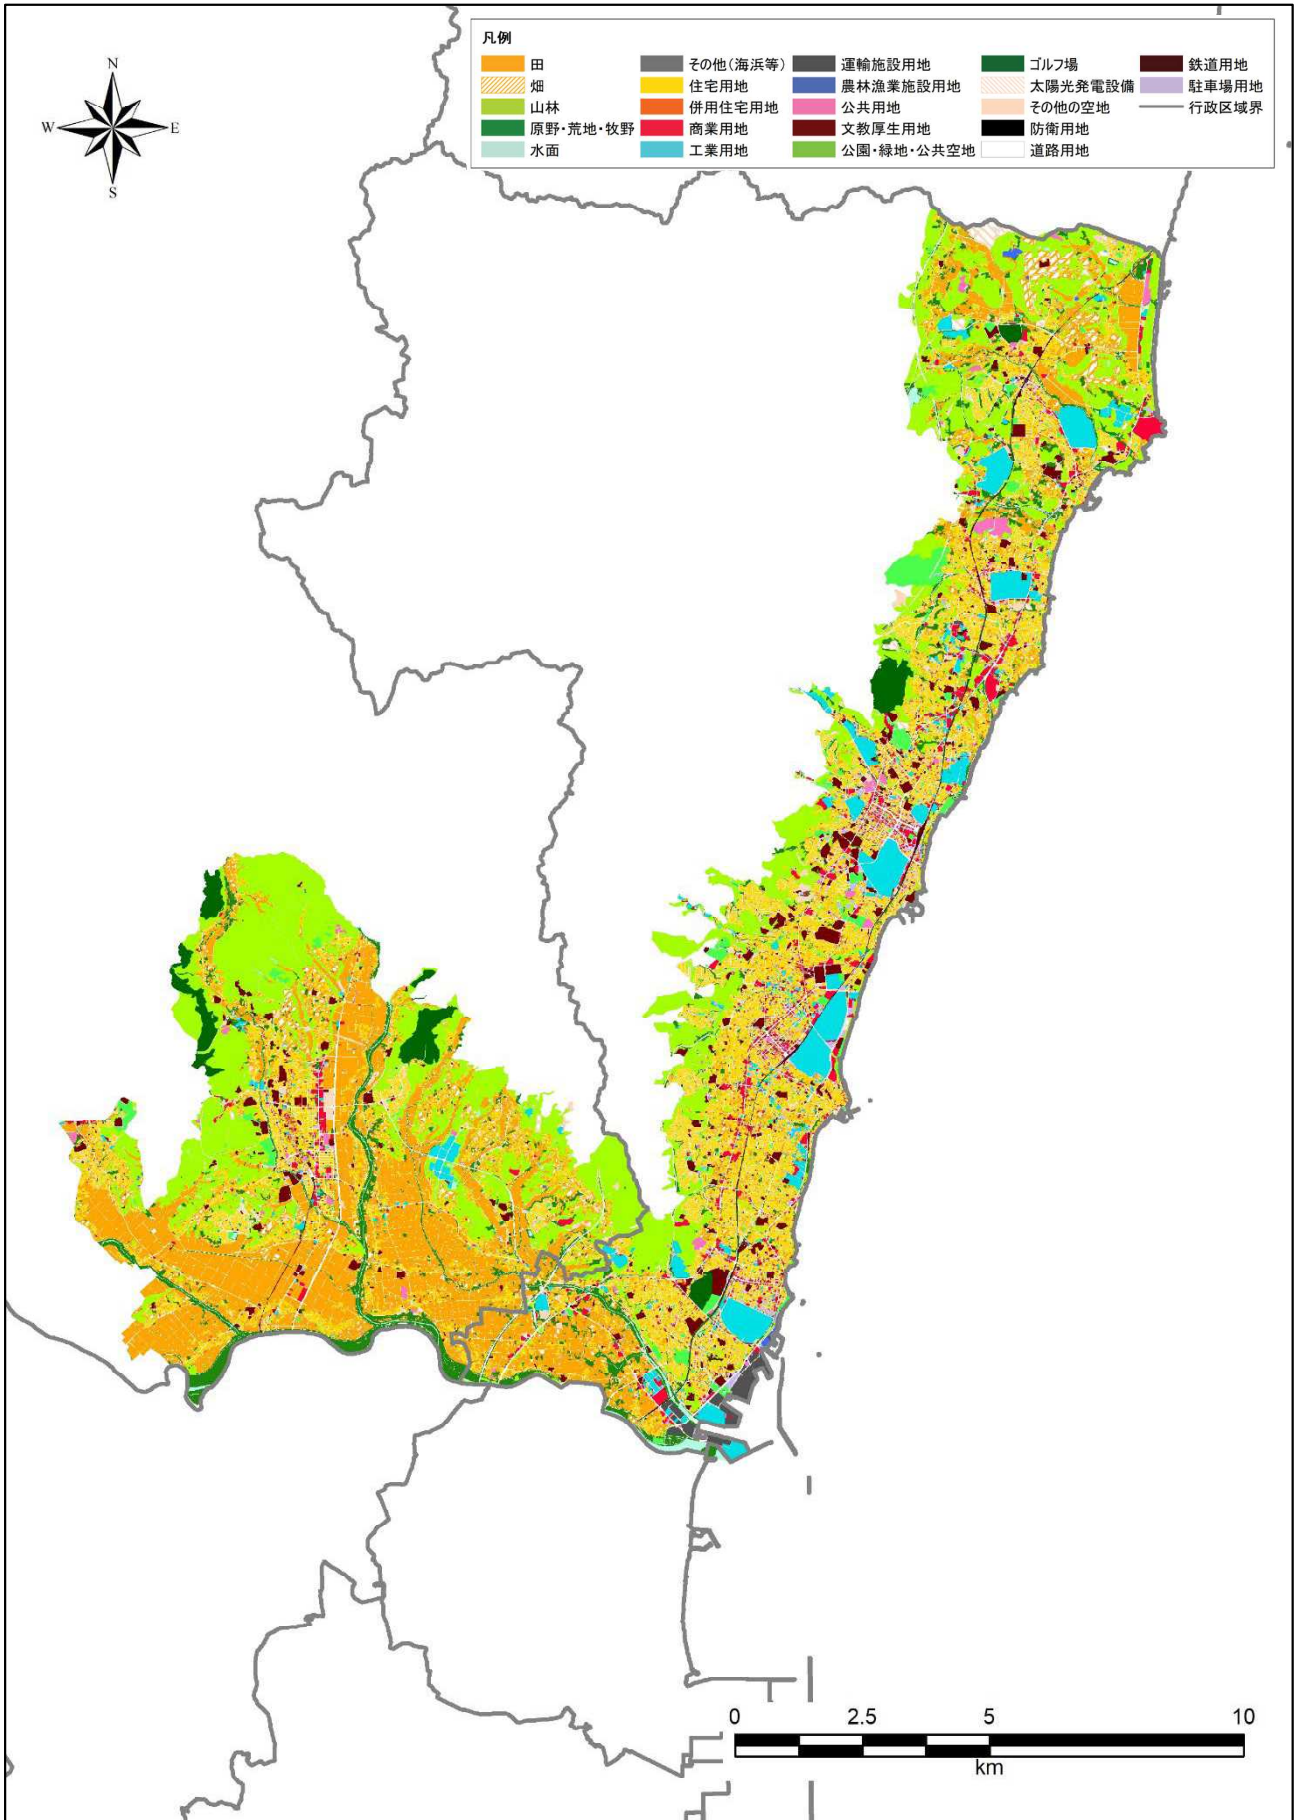 凡例
田
畑
山林
原野・荒地・牧野
水面
その他(海浜等)
住宅用地
併用住宅用地
商業用地
工業用地
運輸施設用地
農林漁業施設用地
公共用地
文教厚生用地
公園・緑地・公共空地
ゴルフ場
太陽光発電設備
その他の空地
防衛用地
道路用地
鉄道用地
駐車場用地
行政区域界
N
W E
S
0 2.5 5 10
km